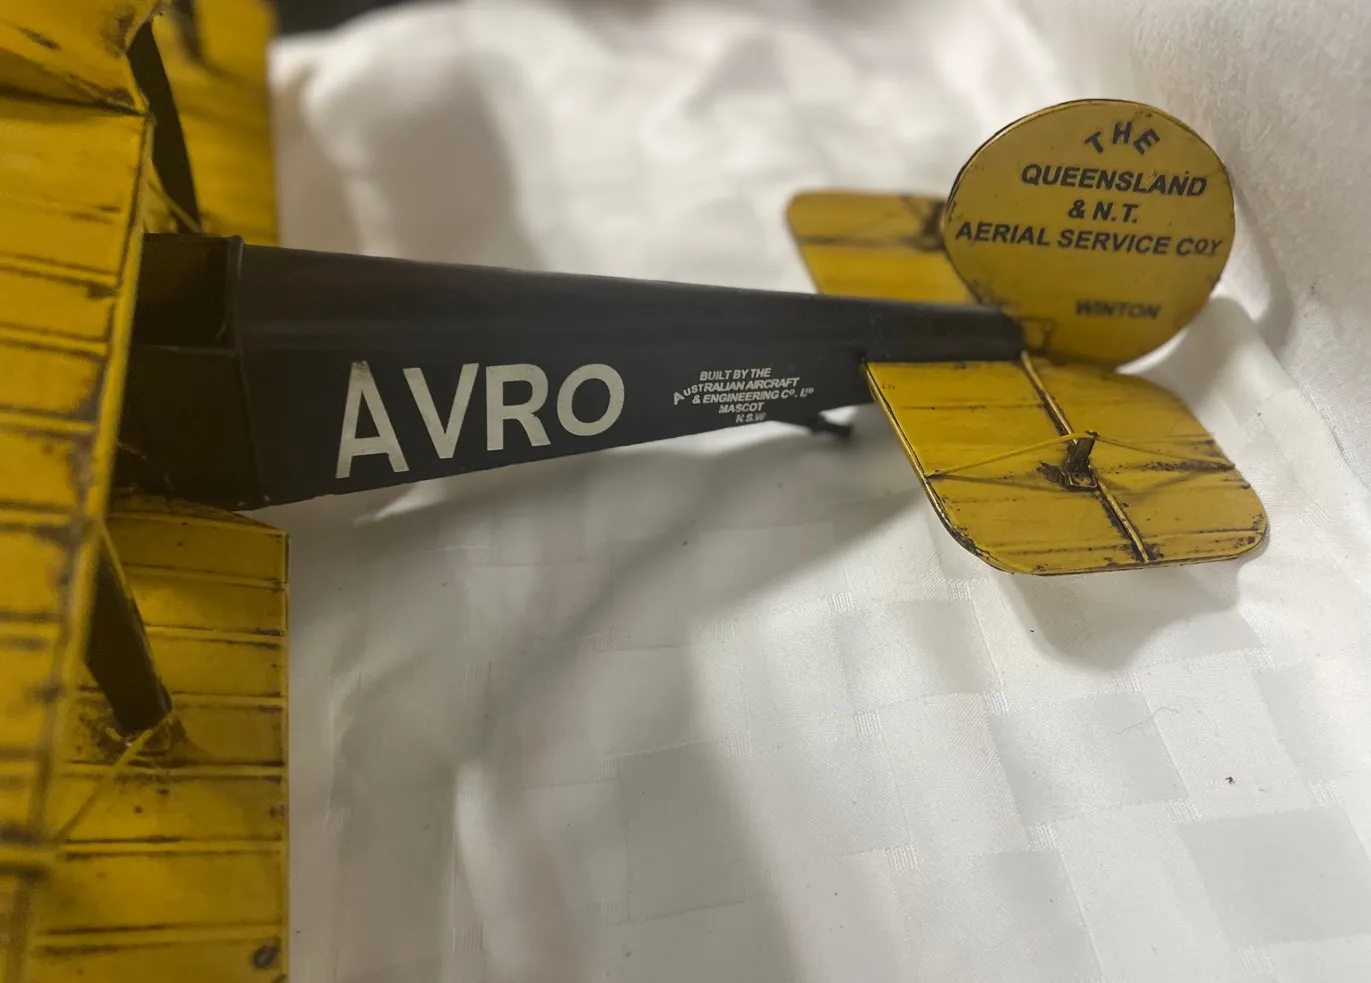 AVRO
BUILT BY THE
AUSTRALIAN AIRCRAFT
& ENGINEERING Co. LTD
MASCOT
N.S.W
THE
QUEENSLAND
& N.T.
AERIAL SERVICE COY
WINTON